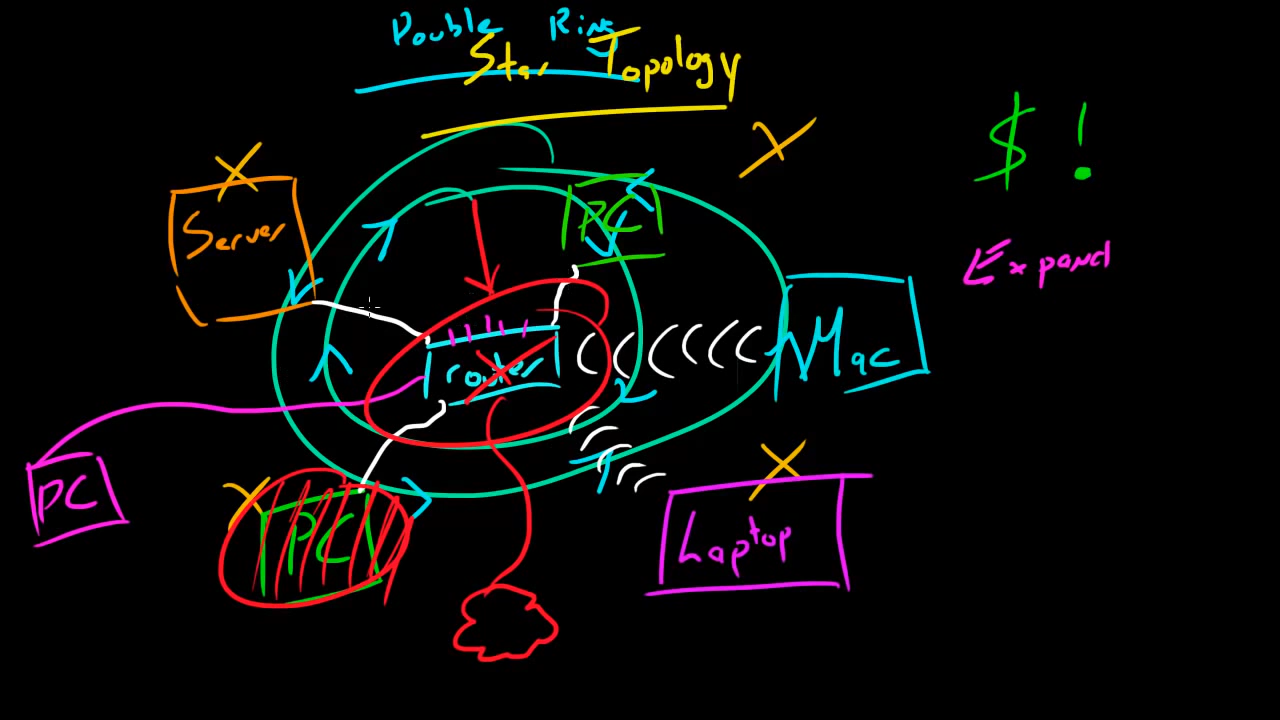 Double Ring
Star Topology
$ !
Server
PC
Expand
router
Mac
PC
PC
Laptop